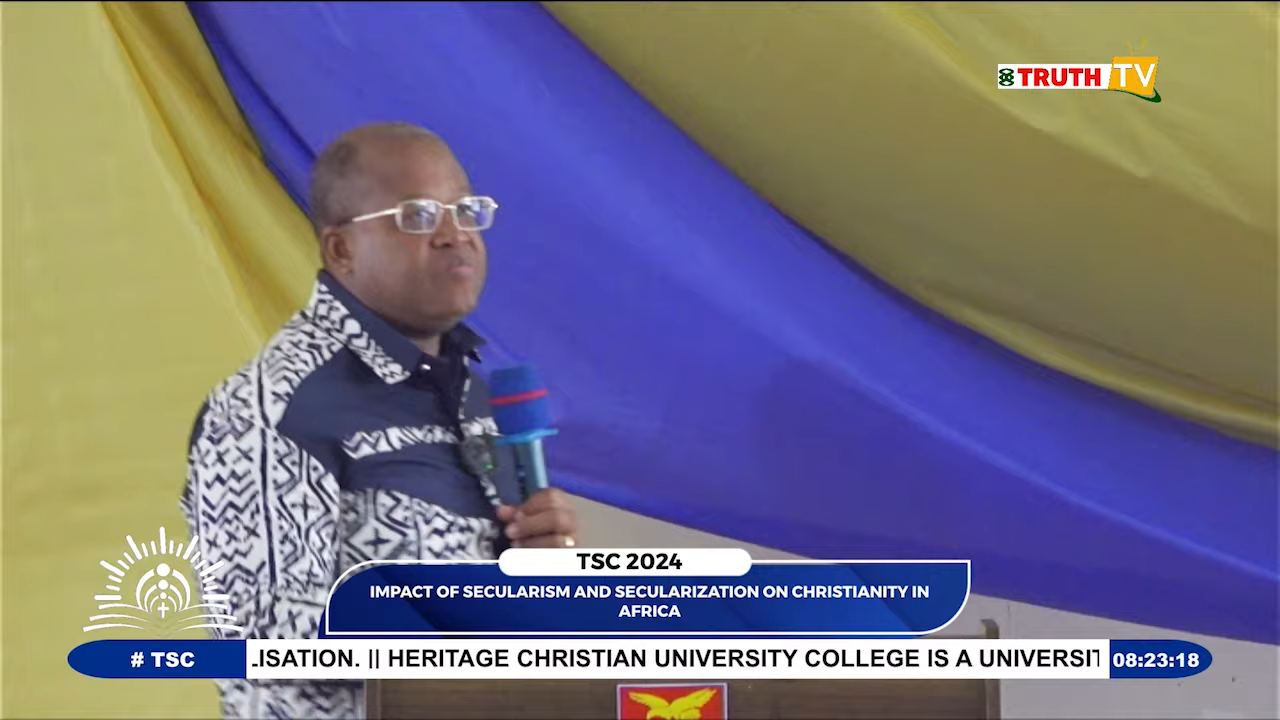 TRUTH TV
TSC 2024
IMPACT OF SECULARISM AND SECULARIZATION ON CHRISTIANITY IN
AFRICA
# TSC
LISATION. || HERITAGE CHRISTIAN UNIVERSITY COLLEGE IS A UNIVERSIT
08:23:18